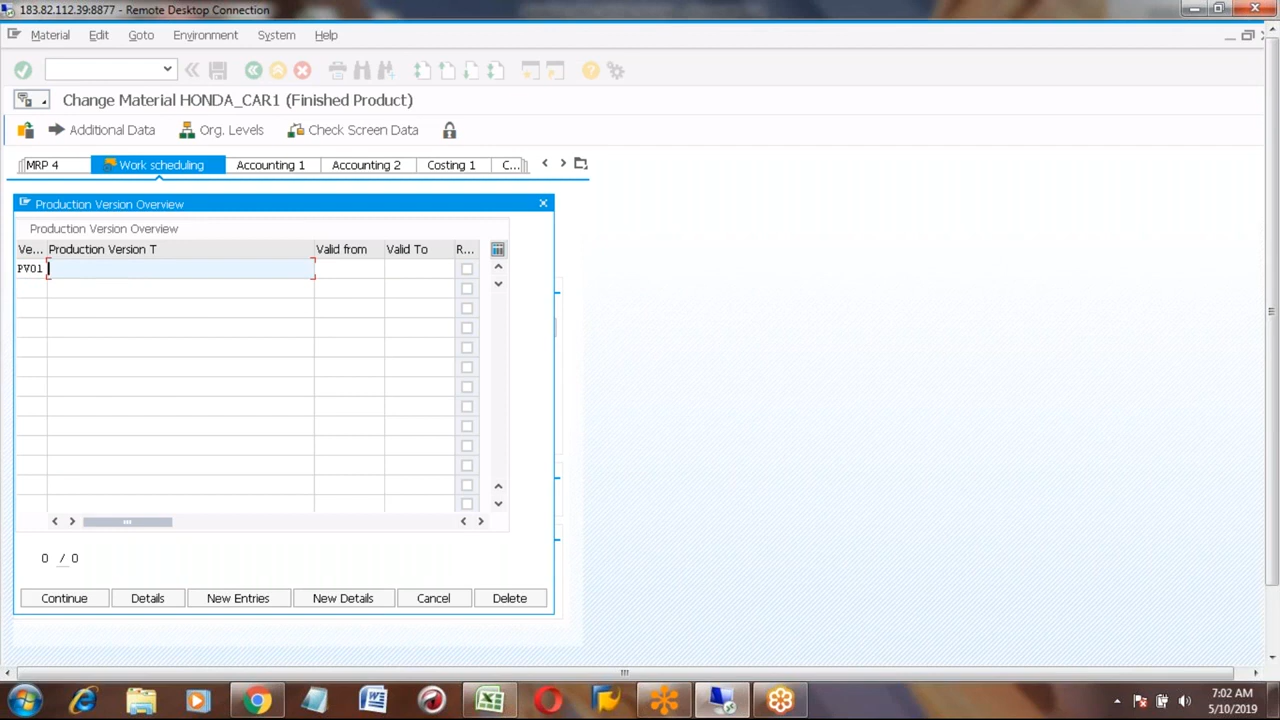 183.82.112.39:8877 - Remote Desktop Connection
Material Edit Goto Environment System Help
Change Material HONDA_CAR1 (Finished Product)
Additional Data Org. Levels Check Screen Data
MRP 4 Work scheduling Accounting 1 Accounting 2 Costing 1 C...
Production Version Overview
Production Version Overview
Ve... Production Version T Valid from Valid To R...
PV01
0 / 0
Continue Details New Entries New Details Cancel Delete
7:02 AM
5/10/2019